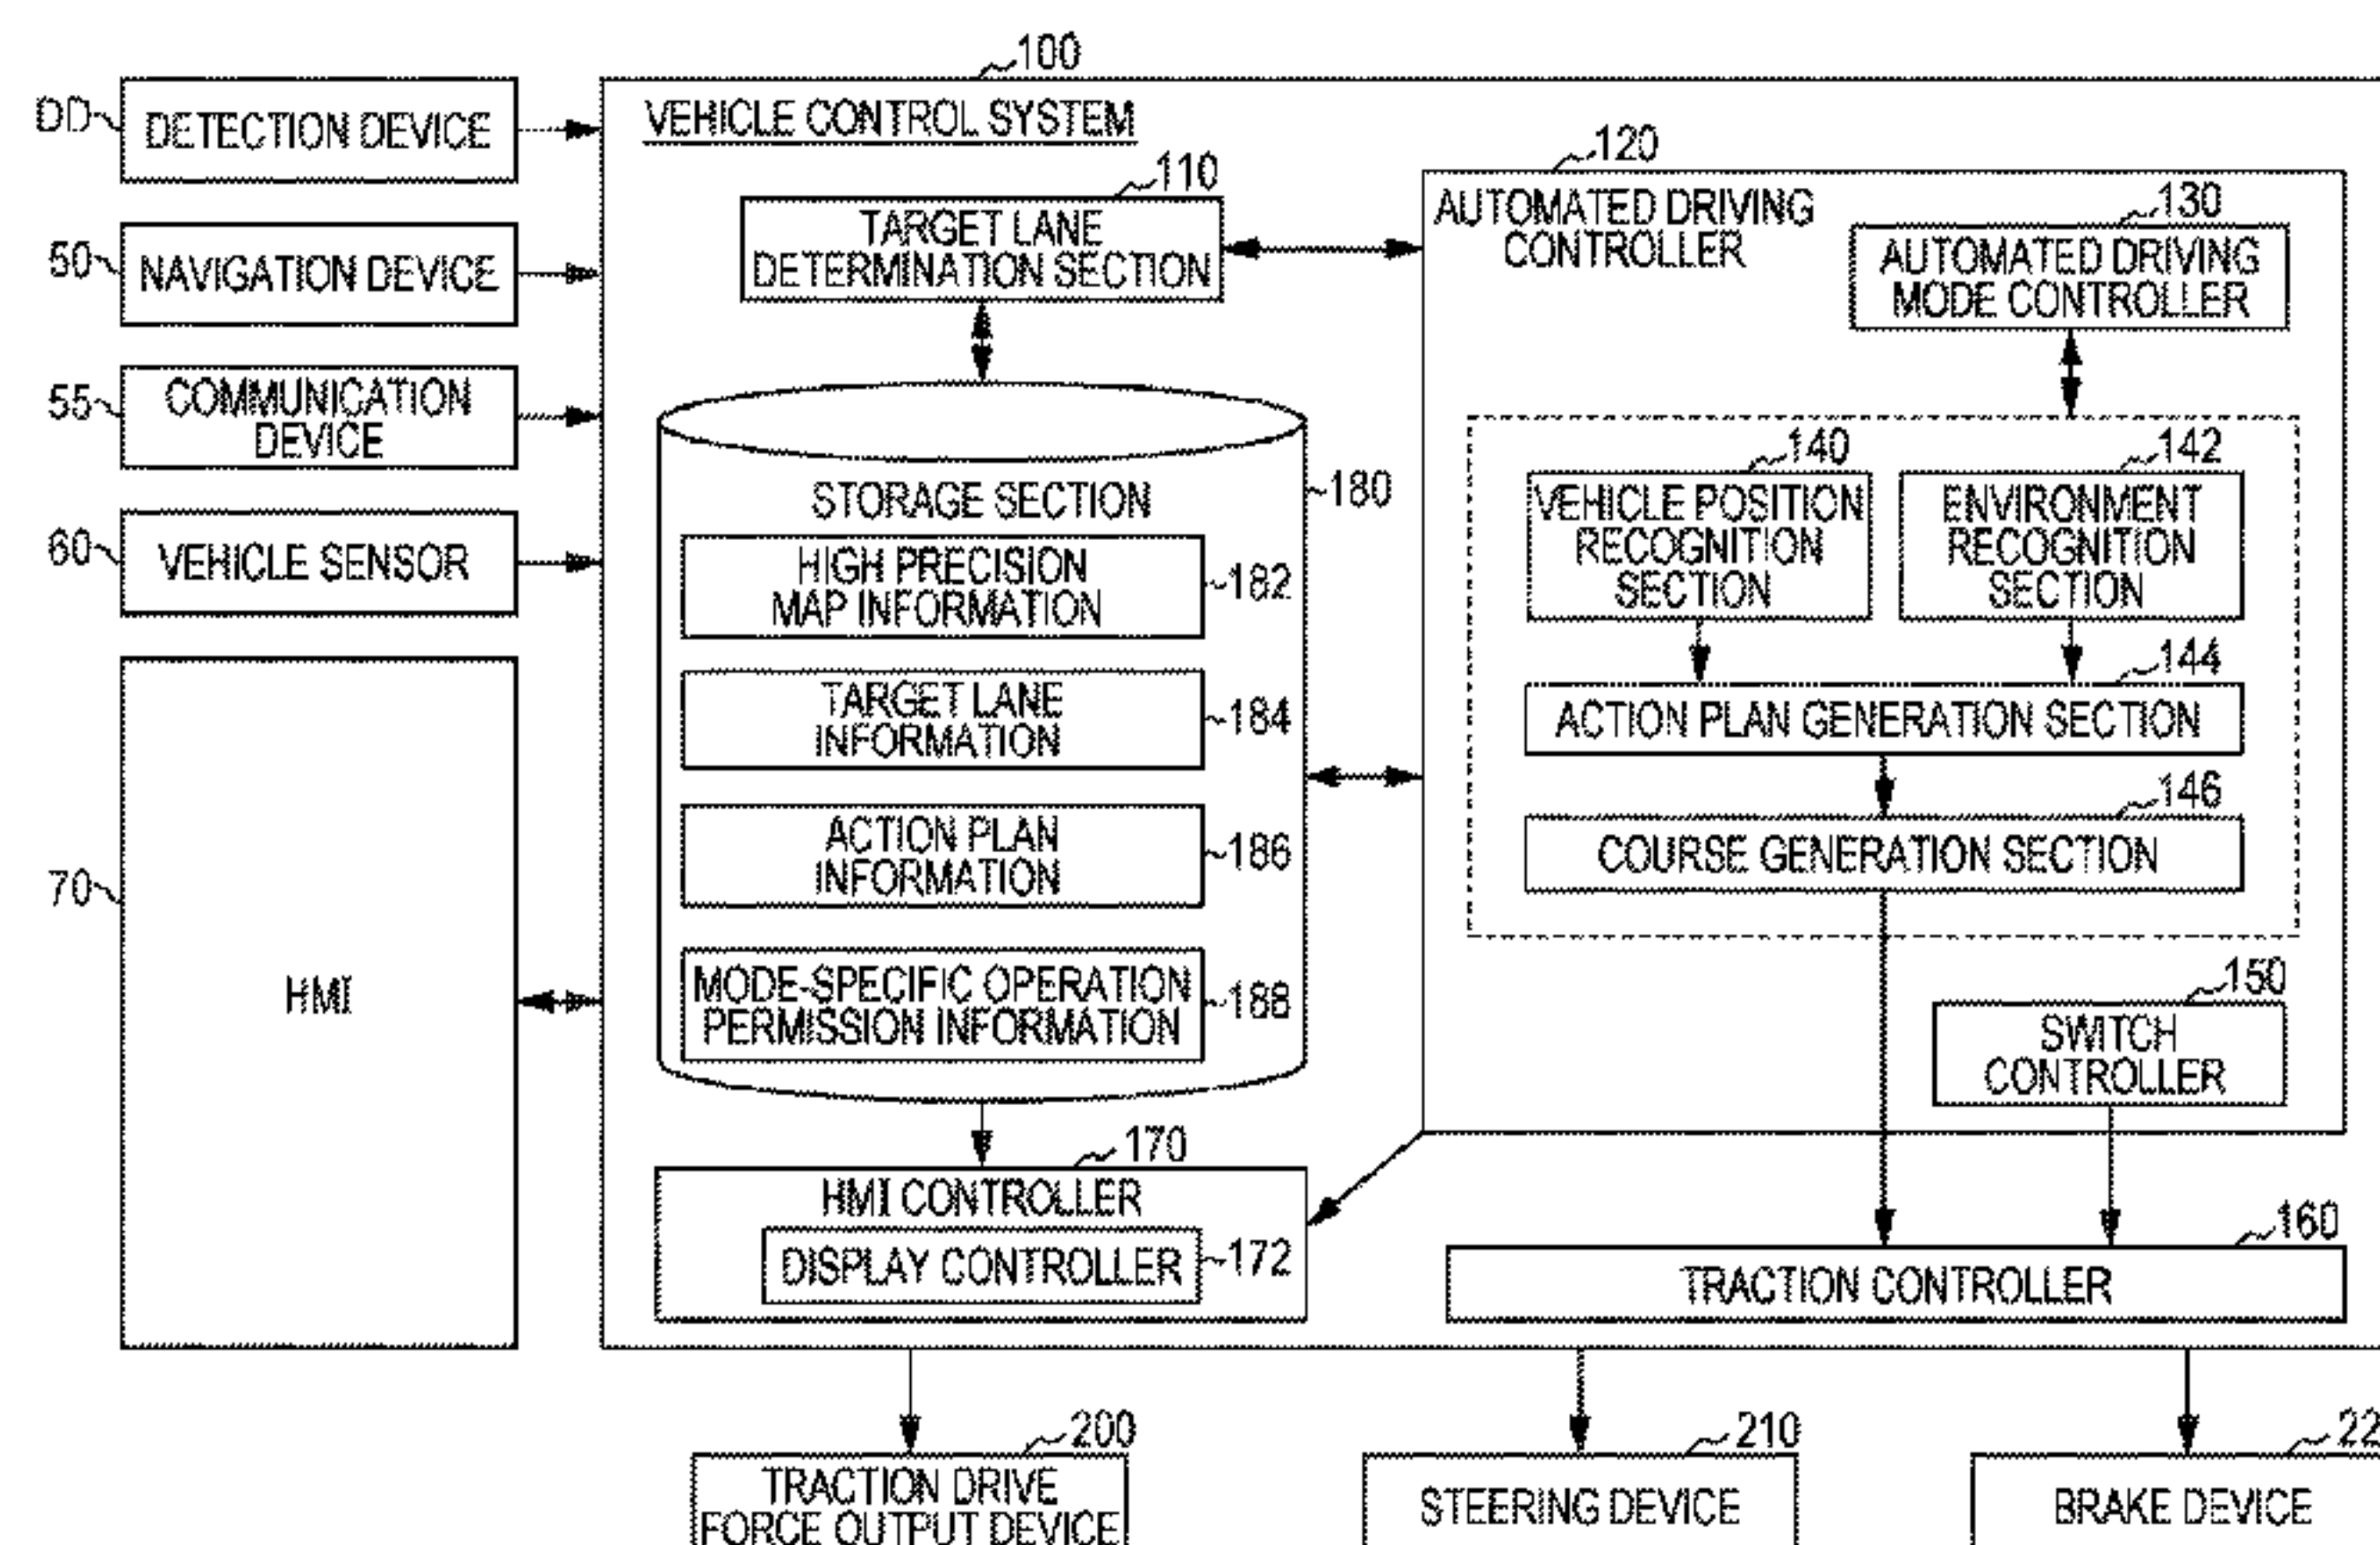 100
DD
DETECTION DEVICE
VEHICLE CONTROL SYSTEM
50
NAVIGATION DEVICE
55
COMMUNICATION
DEVICE
60
VEHICLE SENSOR
70
HMI
110
TARGET LANE
DETERMINATION SECTION
180
STORAGE SECTION
HIGH PRECISION
MAP INFORMATION
182
TARGET LANE
INFORMATION
184
ACTION PLAN
INFORMATION
186
MODE-SPECIFIC OPERATION
PERMISSION INFORMATION
188
170
HMI CONTROLLER
DISPLAY CONTROLLER
172
120
AUTOMATED DRIVING
CONTROLLER
130
AUTOMATED DRIVING
MODE CONTROLLER
140
VEHICLE POSITION
RECOGNITION
SECTION
142
ENVIRONMENT
RECOGNITION
SECTION
144
ACTION PLAN GENERATION SECTION
146
COURSE GENERATION SECTION
150
SWITCH
CONTROLLER
160
TRACTION CONTROLLER
200
TRACTION DRIVE
FORCE OUTPUT DEVICE
210
STEERING DEVICE
22
BRAKE DEVICE